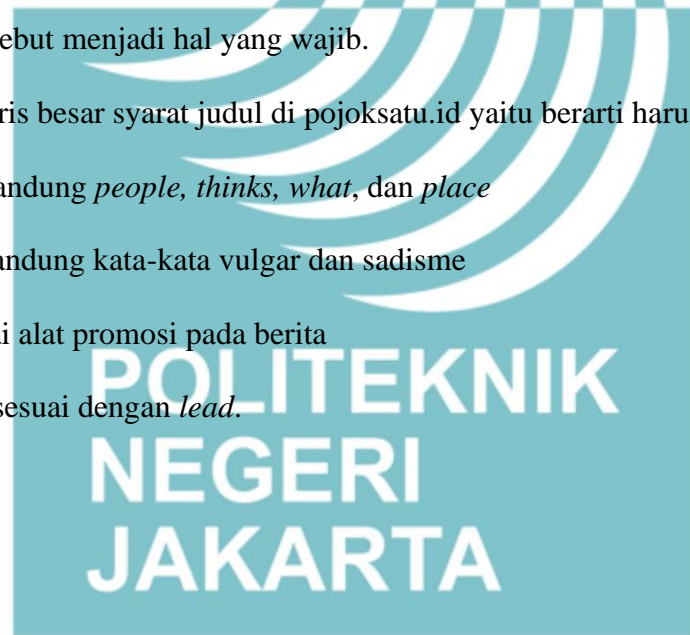 ebut menjadi hal yang wajib.
ris besar syarat judul di pojoksatu.id yaitu berarti haru
andung people, thinks, what, dan place
andung kata-kata vulgar dan sadisme
i alat promosi pada berita
sesuai dengan lead.
POLITEKNIK
NEGERI
JAKARTA